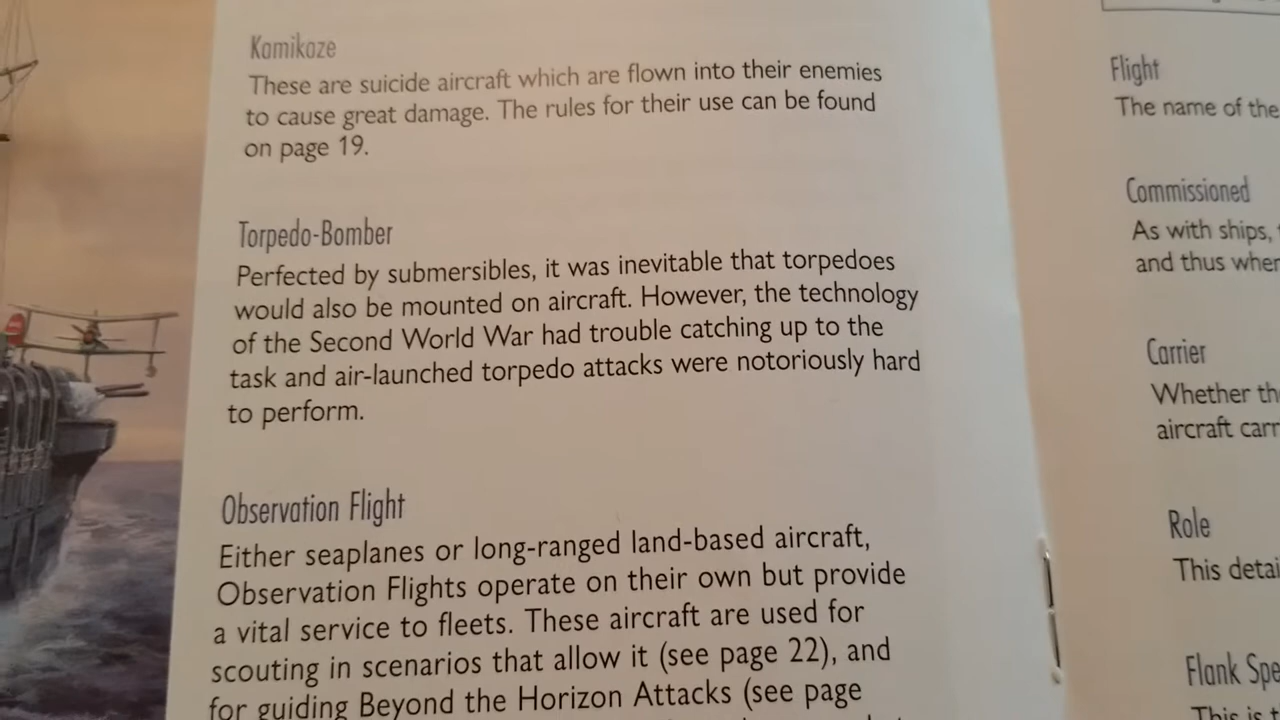 Kamikaze
These are suicide aircraft which are flown into their enemies
to cause great damage. The rules for their use can be found
on page 19.
Torpedo-Bomber
Perfected by submersibles, it was inevitable that torpedoes
would also be mounted on aircraft. However, the technology
of the Second World War had trouble catching up to the
task and air-launched torpedo attacks were notoriously hard
to perform.
Observation Flight
Either seaplanes or long-ranged land-based aircraft,
Observation Flights operate on their own but provide
a vital service to fleets. These aircraft are used for
scouting in scenarios that allow it (see page 22), and
for guiding Beyond the Horizon Attacks (see page
Flight
The name of the
Commissioned
As with ships,
and thus
Carrier
Whether
aircraft
Role
This
Flank
This is